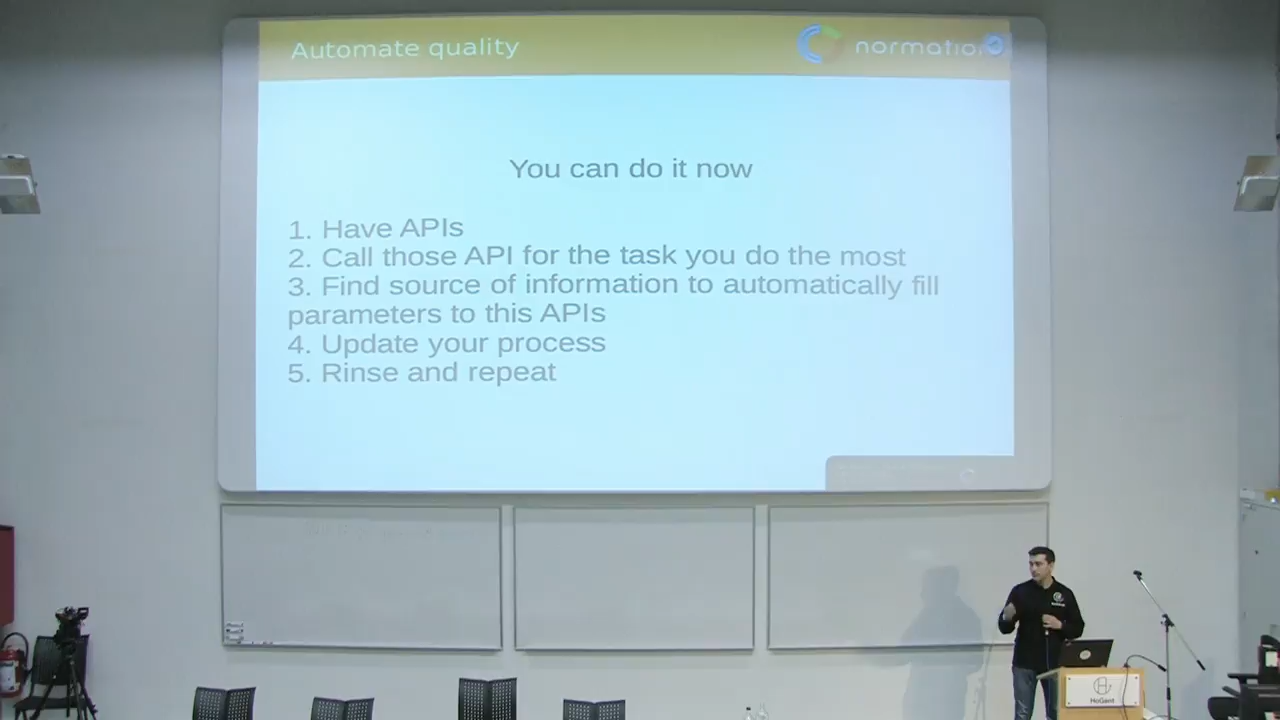 Automate quality
normation
You can do it now
1. Have APIs
2. Call those API for the task you do the most
3. Find source of information to automatically fill
parameters to this APIs
4. Update your process
5. Rinse and repeat
HoGent